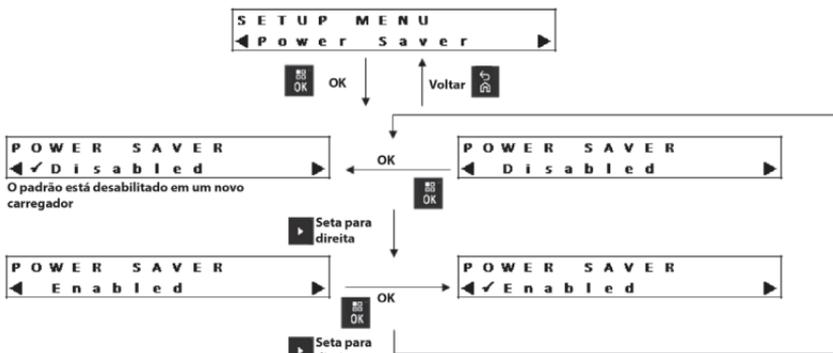 SETUP MENU
Power Saver
OK
OK
Voltar
POWER SAVER
✓Disabled
OK
POWER SAVER
Disabled
O padrão está desabilitado em um novo
carregador
OK
Seta para
direita
POWER SAVER
Enabled
OK
OK
POWER SAVER
✓Enabled
Seta para